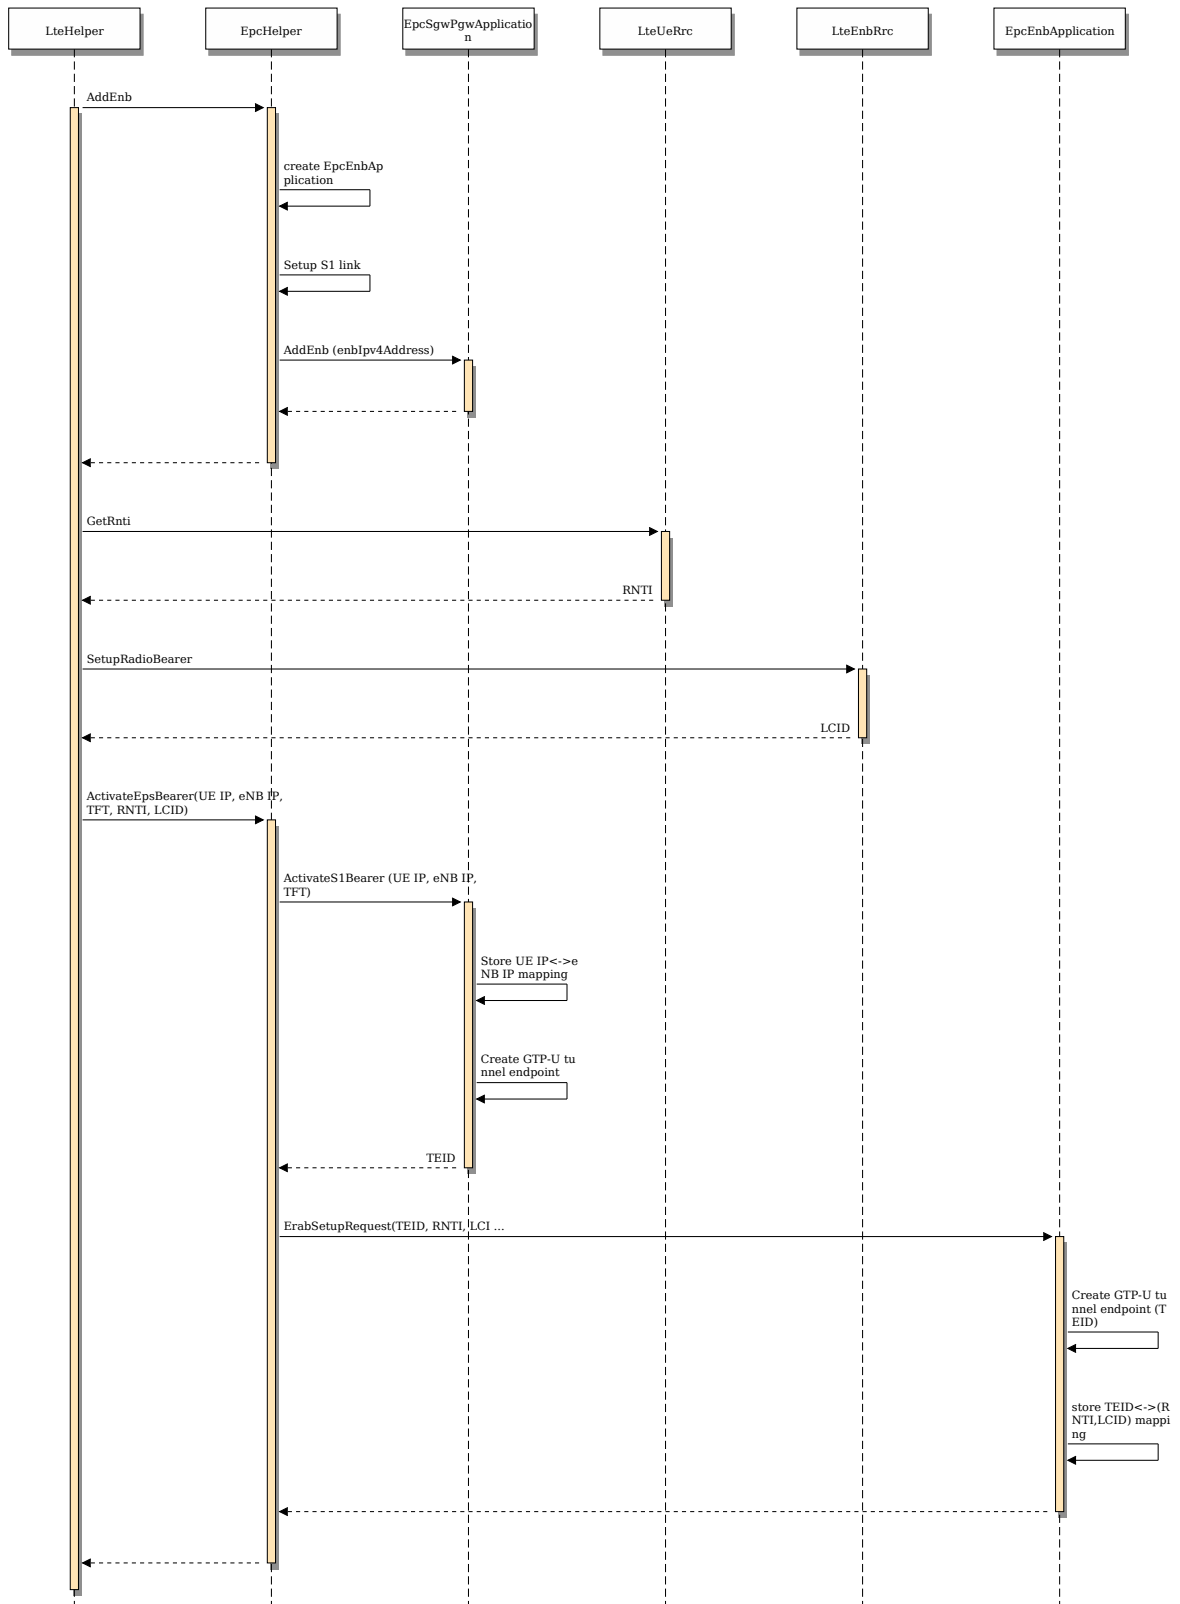 LteHelper
EpcHelper
EpcSgwPgwApplicatio
n
LteUeRrc
LteEnbRrc
EpcEnbApplication
AddEnb
create EpcEnbAp
plication
Setup S1 link
AddEnb (enbIpv4Address)
GetRnti
RNTI
SetupRadioBearer
LCID
ActivateEpsBearer(UE IP, eNB IP,
TFT, RNTI, LCID)
ActivateS1Bearer (UE IP, eNB IP,
TFT)
Store UE IP<->e
NB IP mapping
Create GTP-U tu
nnel endpoint
TEID
ErabSetupRequest(TEID, RNTI, LCI ...
Create GTP-U tu
nnel endpoint (T
EID)
store TEID<->(R
NTI,LCID) mappi
ng